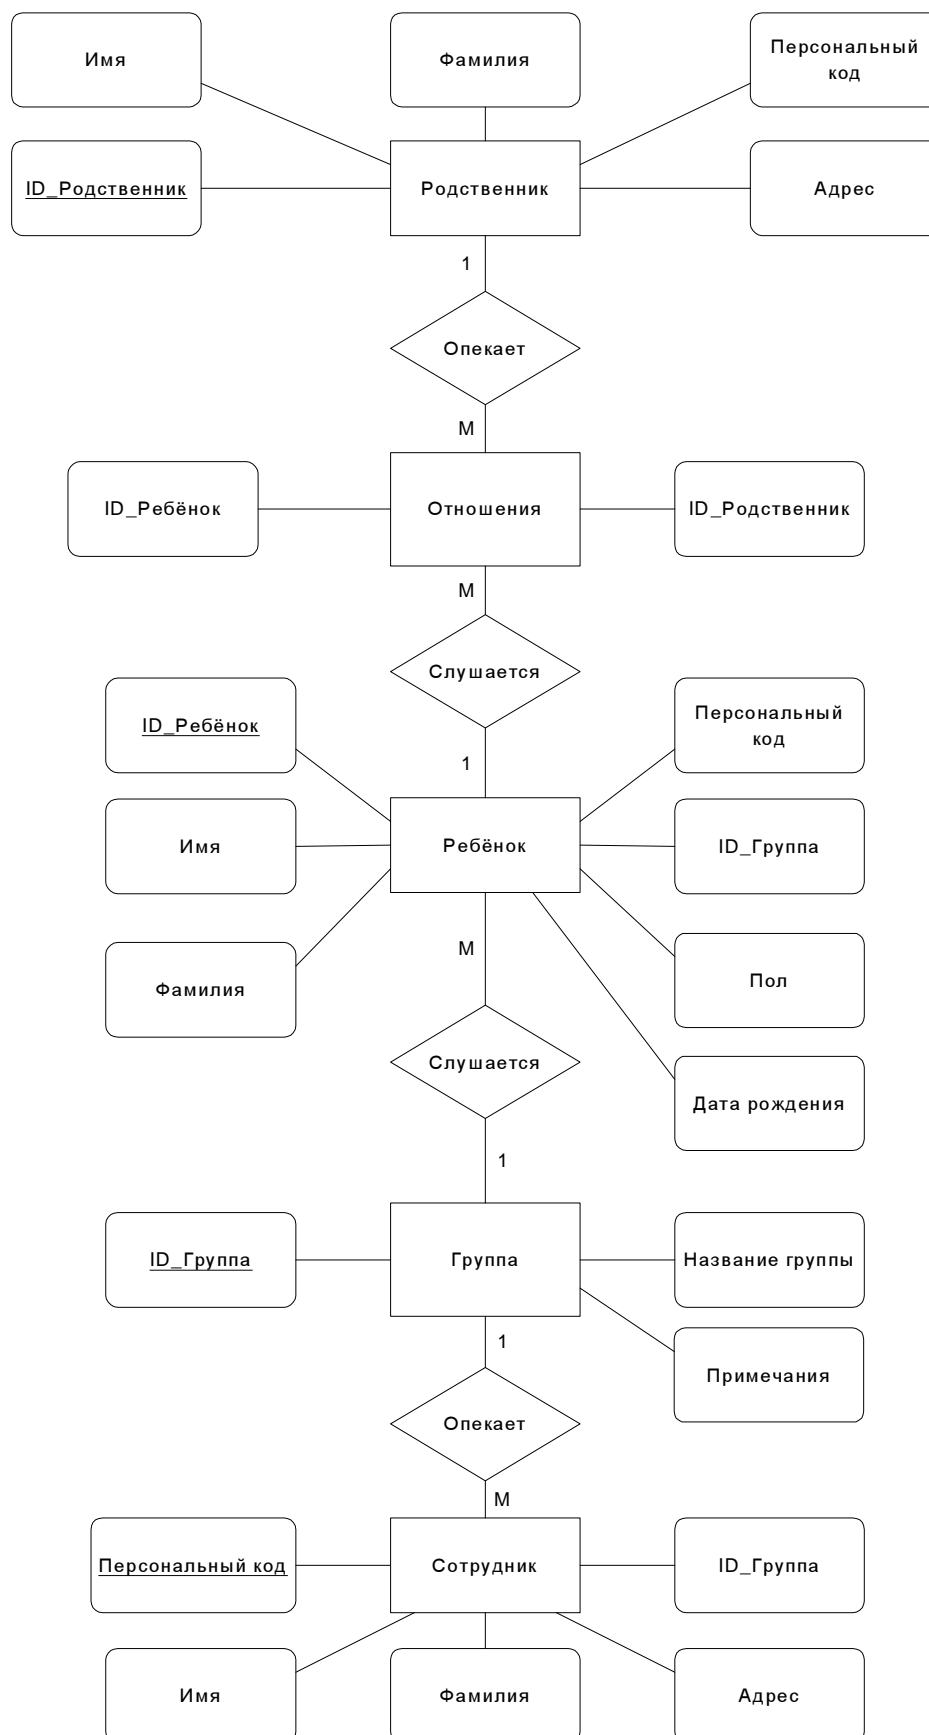 Имя
Фамилия
Персональный
код
ID_Родственник
Родственник
Адрес
1
Опекает
М
ID_Ребёнок
Отношения
ID_Родственник
М
Слушается
ID_Ребёнок
Персональный
код
1
Имя
Ребёнок
ID_Группа
М
Фамилия
Пол
Слушается
Дата рождения
1
ID_Группа
Группа
Название группы
1
Примечания
Опекает
М
Персональный код
Сотрудник
ID_Группа
Имя
Фамилия
Адрес